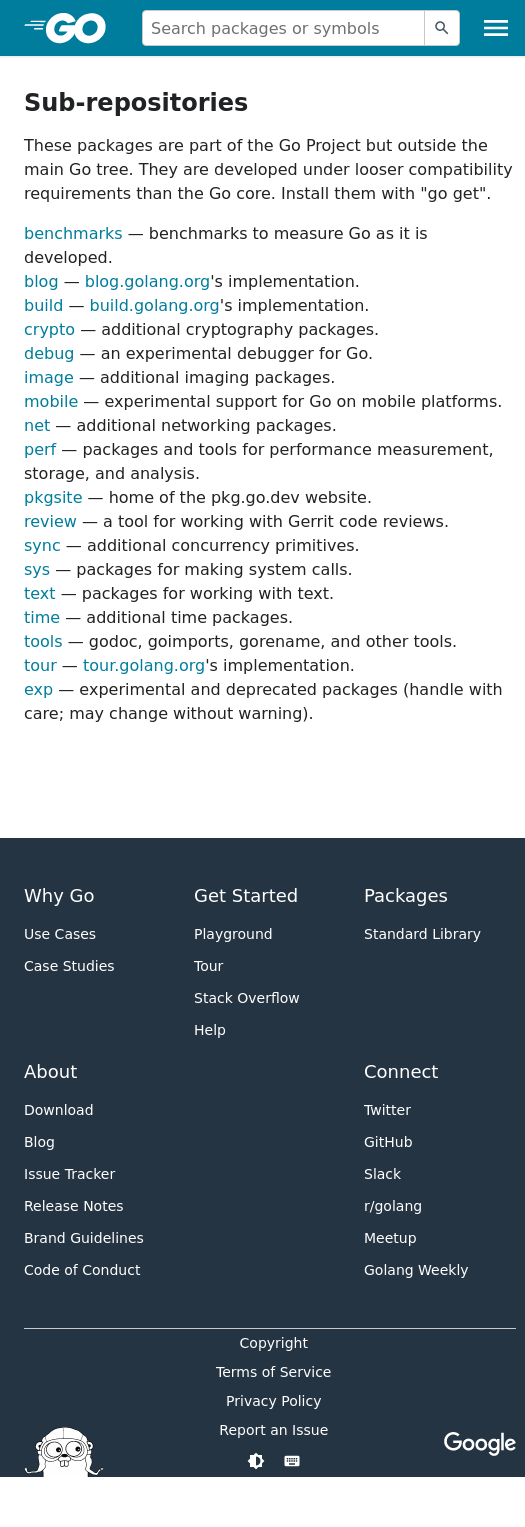 GO
Search packages or symbols
Sub-repositories
These packages are part of the Go Project but outside the
main Go tree. They are developed under looser compatibility
requirements than the Go core. Install them with "go get".
benchmarks — benchmarks to measure Go as it is
developed.
blog — blog.golang.org's implementation.
build — build.golang.org's implementation.
crypto — additional cryptography packages.
debug — an experimental debugger for Go.
image — additional imaging packages.
mobile — experimental support for Go on mobile platforms.
net — additional networking packages.
perf — packages and tools for performance measurement,
storage, and analysis.
pkgsite — home of the pkg.go.dev website.
review — a tool for working with Gerrit code reviews.
sync — additional concurrency primitives.
sys — packages for making system calls.
text — packages for working with text.
time — additional time packages.
tools — godoc, goimports, gorename, and other tools.
tour — tour.golang.org's implementation.
exp — experimental and deprecated packages (handle with
care; may change without warning).
Why Go
Use Cases
Case Studies
Get Started
Playground
Tour
Stack Overflow
Help
Packages
Standard Library
About
Download
Blog
Issue Tracker
Release Notes
Brand Guidelines
Code of Conduct
Connect
Twitter
GitHub
Slack
r/golang
Meetup
Golang Weekly
Copyright
Terms of Service
Privacy Policy
Report an Issue
Google